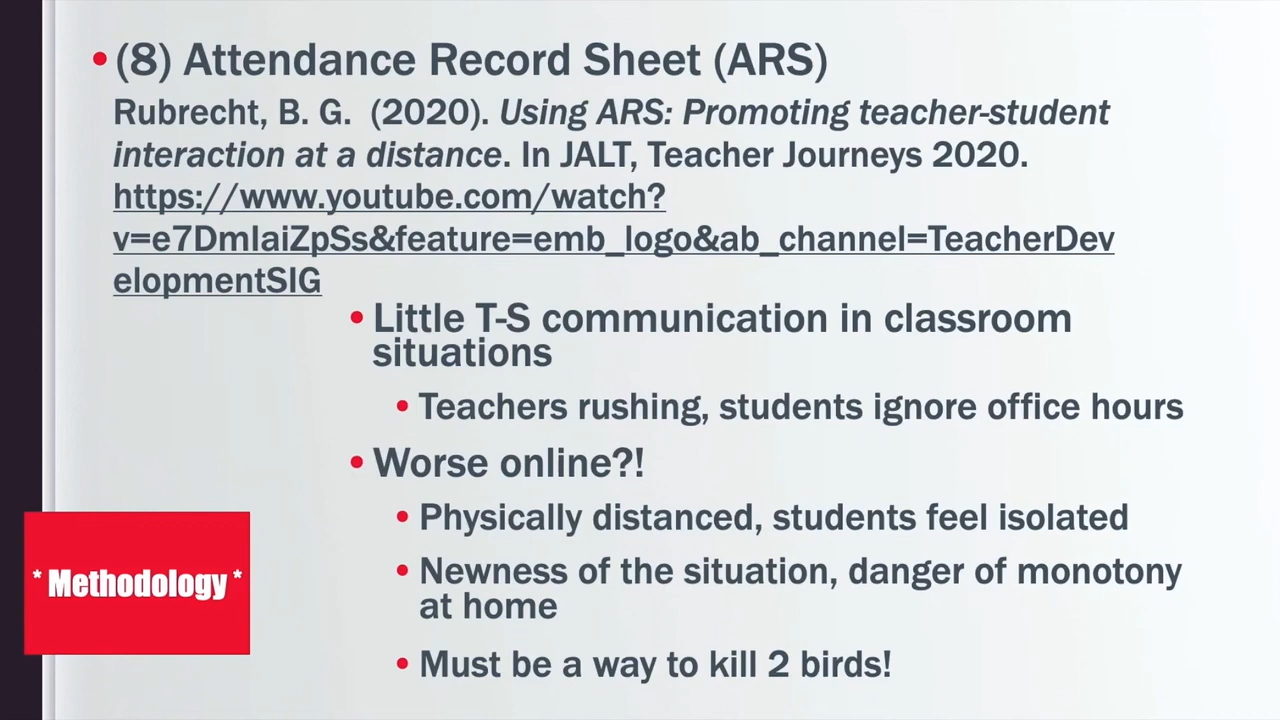 • (8) Attendance Record Sheet (ARS)
Rubrecht, B. G. (2020). Using ARS: Promoting teacher-student
interaction at a distance. In JALT, Teacher Journeys 2020.
https://www.youtube.com/watch?
v=e7DmIaiZpSs&feature=emb_logo&ab_channel=TeacherDev
elopmentSIG
• Little T-S communication in classroom
situations
• Teachers rushing, students ignore office hours
• Worse online?!
• Physically distanced, students feel isolated
• Newness of the situation, danger of monotony
at home
• Must be a way to kill 2 birds!
* Methodology *